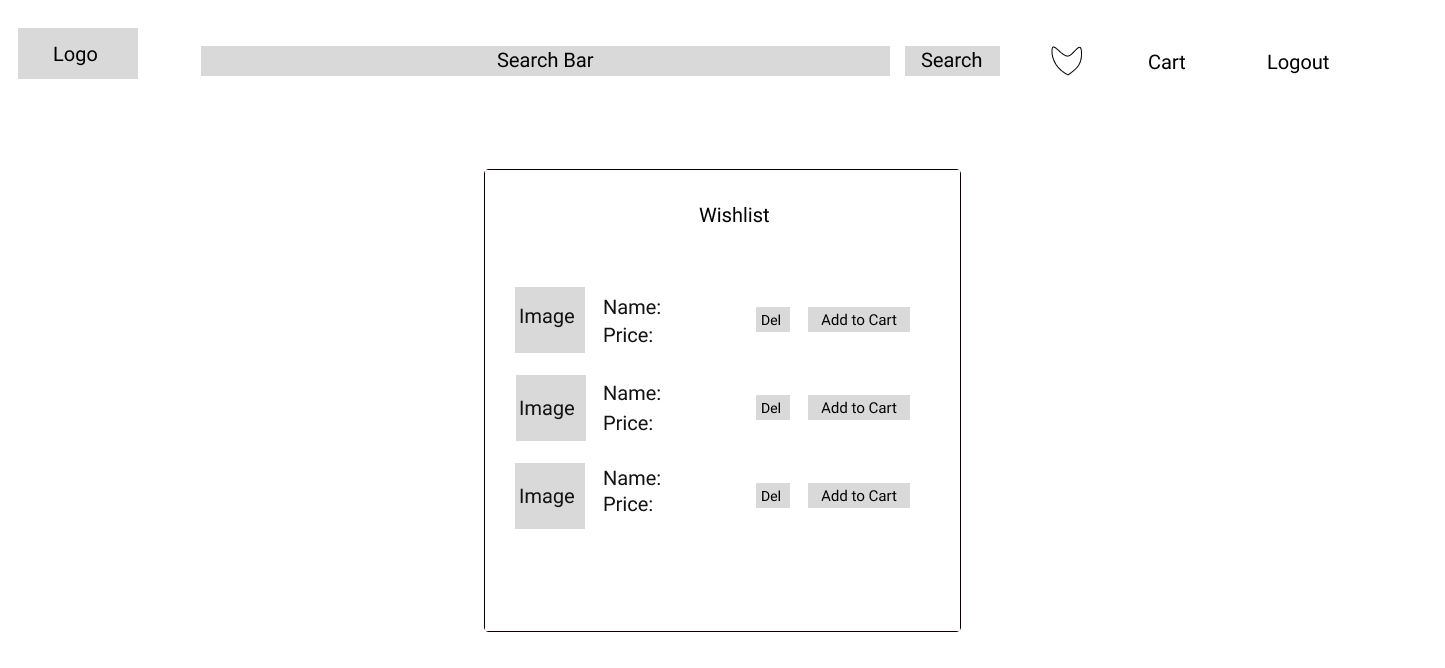 Logo
Search Bar
Search
Cart
Logout
Wishlist
Image
Name:
Price:
Del
Add to Cart
Image
Name:
Price:
Del
Add to Cart
Image
Name:
Price:
Del
Add to Cart